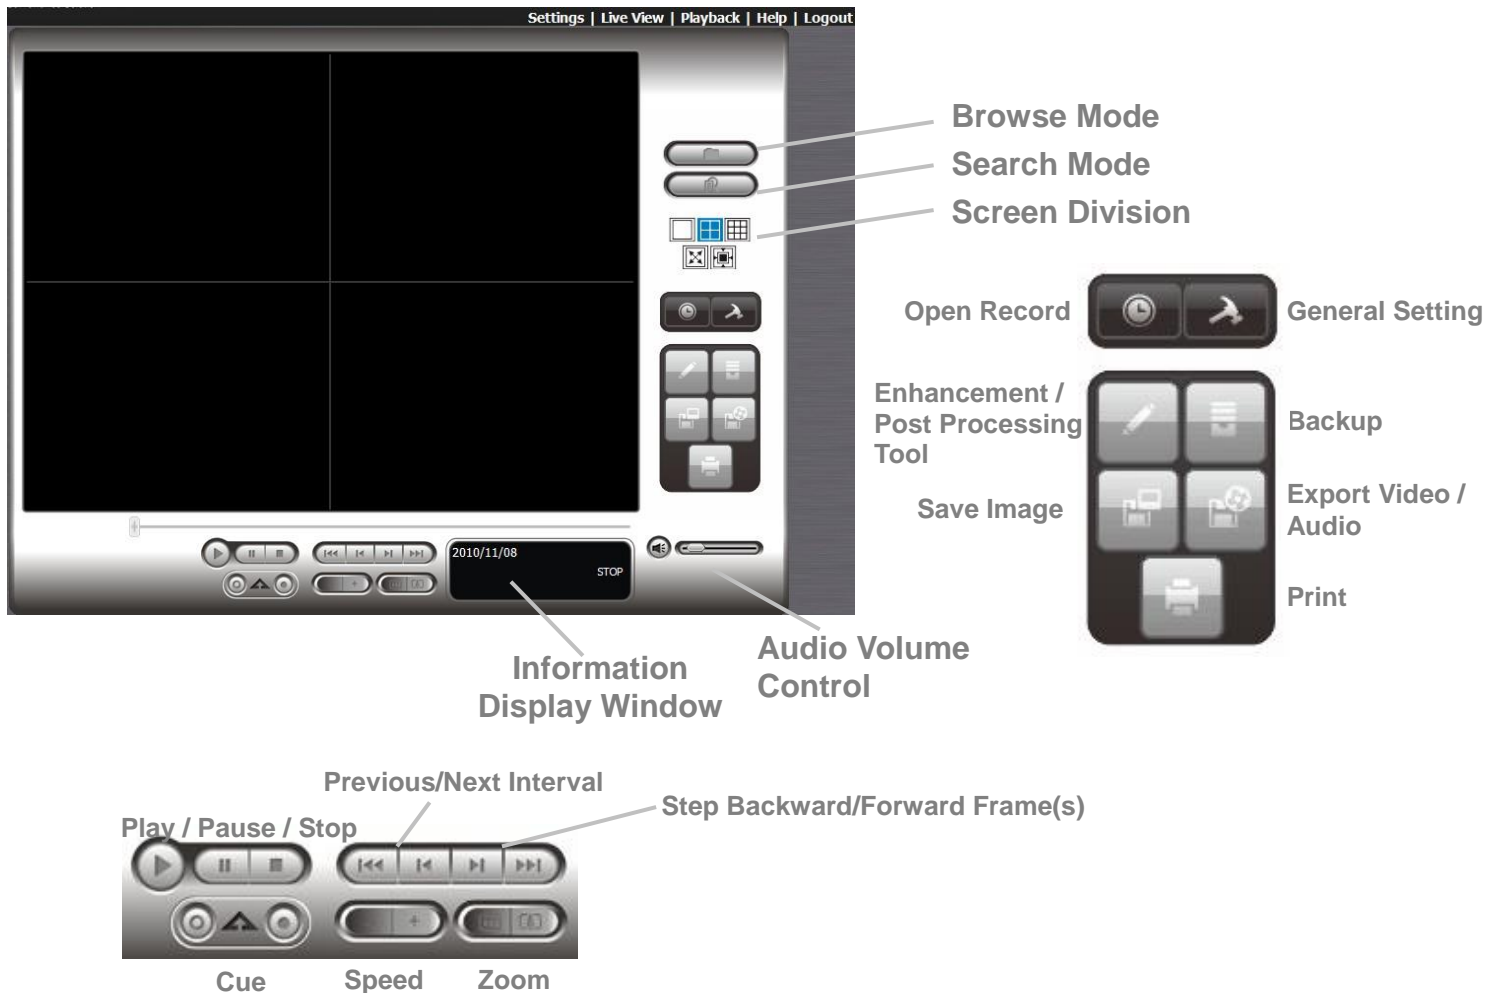 Settings | Live View | Playback | Help | Logout
Browse Mode
Search Mode
Screen Division
Open Record
General Setting
Enhancement /
Post Processing
Tool
Backup
Save Image
Export Video /
Audio
Print
2010/11/08
STOP
Information
Display Window
Audio Volume
Control
Previous/Next Interval
Step Backward/Forward Frame(s)
Play / Pause / Stop
Cue
Speed
Zoom